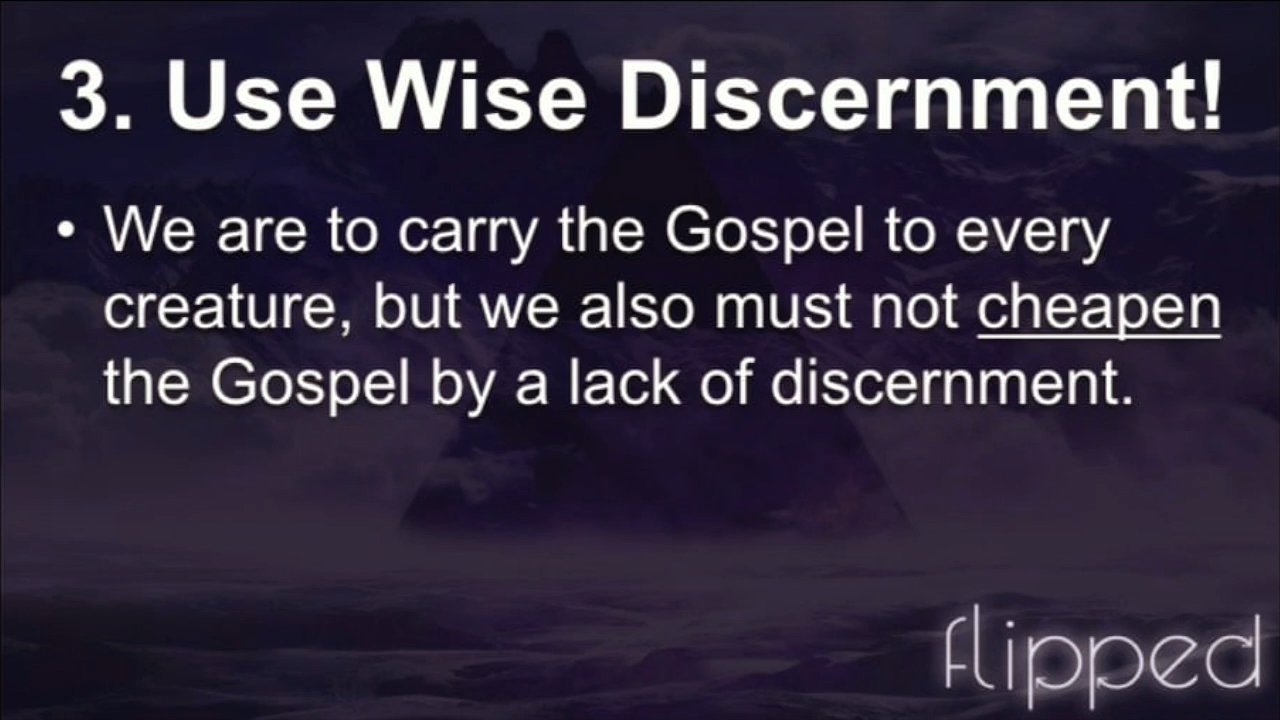 3. Use Wise Discernment!
• We are to carry the Gospel to every
creature, but we also must not cheapen
the Gospel by a lack of discernment.
flipped